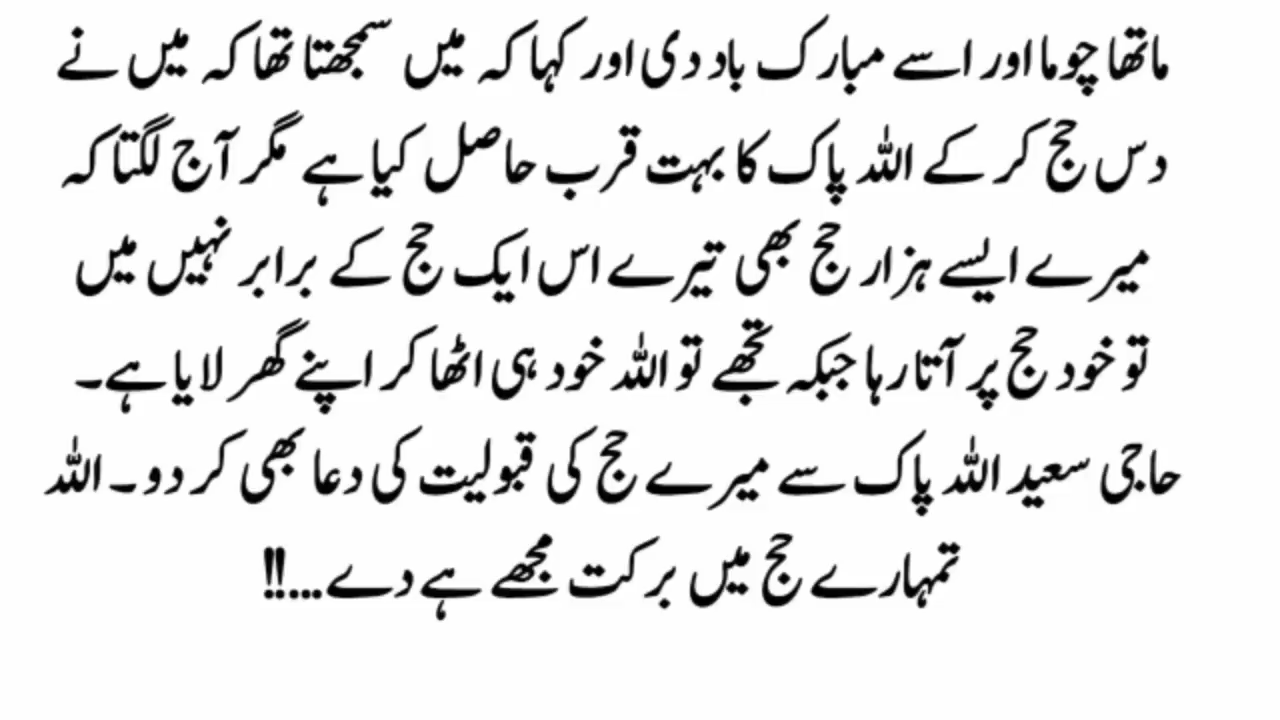 ماتھا چوما اور اسے مبارک باد دی اور کہا کہ میں سمجھتا تھا کہ میں نے
دس حج کر کے اللہ پاک کا بہت قرب حاصل کیا ہے مگر آج لگتا کہ
میرے ایسے ہزار حج بھی تیرے اس ایک حج کے برابر نہیں میں
تو خود حج پر آتا رہا جبکہ تجھے تو اللہ خود ہی اٹھا کر اپنے گھر لایا ہے۔
حاجی سعید اللہ پاک سے میرے حج کی قبولیت کی دعا بھی کر دو۔ اللہ
تمہارے حج میں برکت مجھے ہے دے...!!